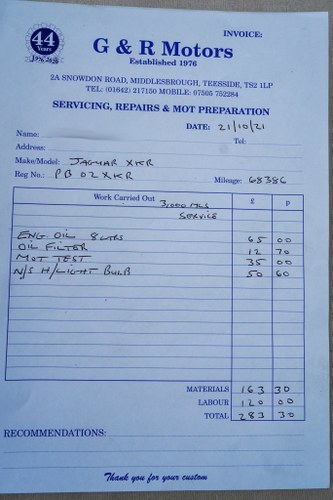 INVOICE:
44
Years
1976-2020
G & R Motors
Established 1976
2A SNOWDON ROAD, MIDDLESBROUGH, TEESSIDE, TS2 1LP
TEL: (01642) 217150 MOBILE: 07505 752284
SERVICING, REPAIRS & MOT PREPARATION
DATE: 21/10/21
Name: Tel:
Address:
Make/Model: JAGUAR XKR
Reg No.: PB 02 XKR Mileage: 68386
Work Carried Out 3,000 MLS £ p
SERVICE
ENG. OIL 8 LTRS 65 00
OIL FILTER 12 70
MOT TEST 35 00
N/S H/LIGHT BULB 50 60
MATERIALS 163 30
LABOUR 120 00
TOTAL 283 30
RECOMMENDATIONS:
Thank you for your custom